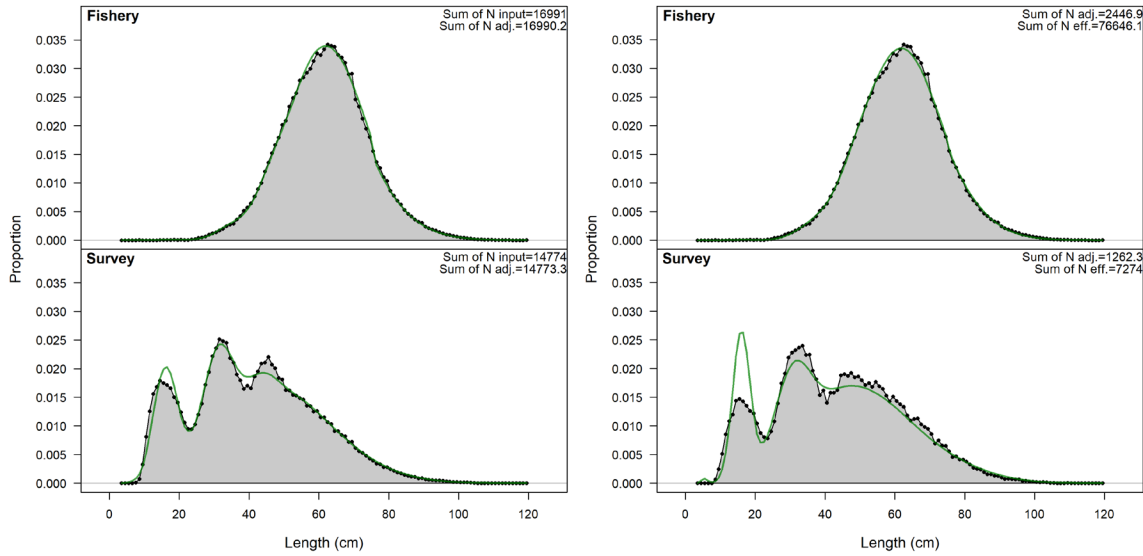 Fishery
Sum of N input=16991
Sum of N adj.=16990.2
0.035
0.030
0.025
0.020
0.015
0.010
0.005
0.000
Survey
Sum of N input=14774
Sum of N adj.=14773.3
0.035
0.030
0.025
0.020
0.015
0.010
0.005
0.000
Proportion
0 20 40 60 80 100 120
Length (cm)
Fishery
Sum of N adj.=2446.9
Sum of N eff.=76646.1
0.035
0.030
0.025
0.020
0.015
0.010
0.005
0.000
Survey
Sum of N adj.=1262.3
Sum of N eff.=7274
0.035
0.030
0.025
0.020
0.015
0.010
0.005
0.000
Proportion
0 20 40 60 80 100 120
Length (cm)